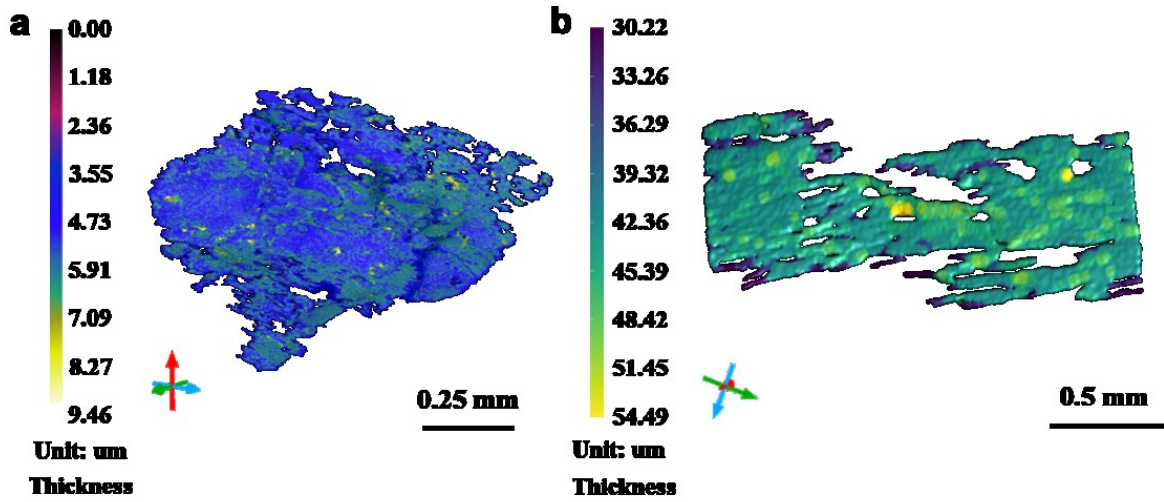 a
0.00
1.18
2.36
3.55
4.73
5.91
7.09
8.27
9.46
Unit: um
Thickness
0.25 mm
b
30.22
33.26
36.29
39.32
42.36
45.39
48.42
51.45
54.49
Unit: um
Thickness
0.5 mm